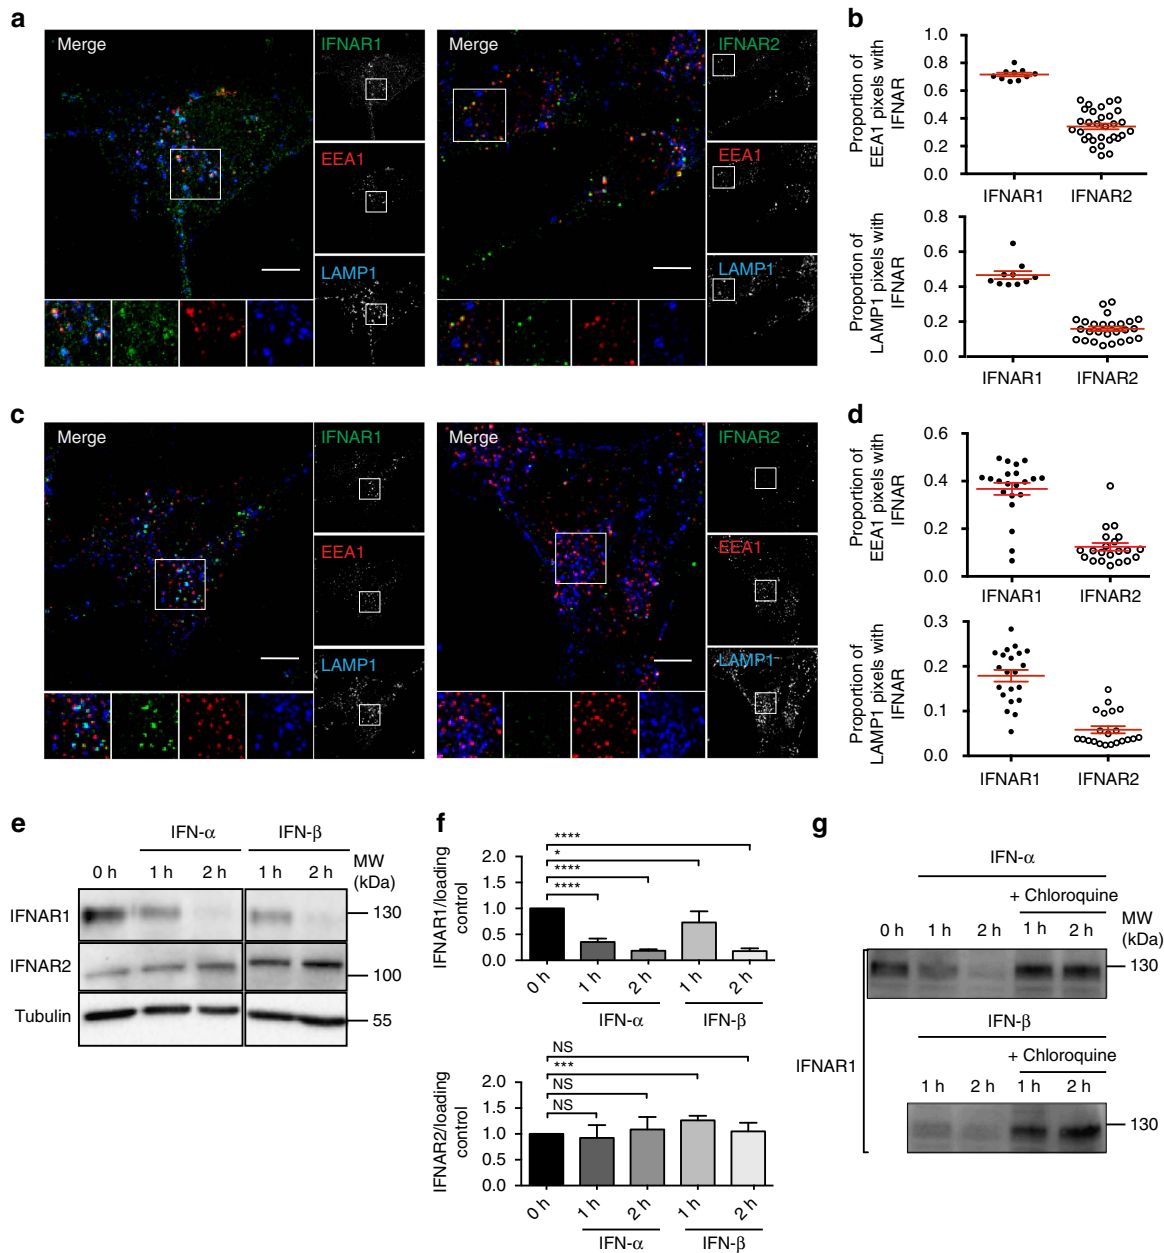 a
Merge
IFNAR1
EEA1
LAMP1
Merge
IFNAR2
EEA1
LAMP1
b
Proportion of
EEA1 pixels with
IFNAR
1.0
0.8
0.6
0.4
0.2
0.0
IFNAR1 IFNAR2
Proportion of
LAMP1 pixels with
IFNAR
0.8
0.6
0.4
0.2
0.0
IFNAR1 IFNAR2
c
Merge
IFNAR1
EEA1
LAMP1
Merge
IFNAR2
EEA1
LAMP1
d
Proportion of
EEA1 pixels with
IFNAR
0.6
0.4
0.2
0.0
IFNAR1 IFNAR2
Proportion of
LAMP1 pixels with
IFNAR
0.3
0.2
0.1
0.0
IFNAR1 IFNAR2
e
IFN-α IFN-β
0 h 1 h 2 h 1 h 2 h
MW
(kDa)
IFNAR1 130
IFNAR2 100
Tubulin 55
f
****
*
****
****
IFNAR1/loading
control
2.0
1.5
1.0
0.5
0.0
0 h 1 h 2 h 1 h 2 h
IFN-α IFN-β
NS
***
NS
NS
IFNAR2/loading
control
2.0
1.5
1.0
0.5
0.0
0 h 1 h 2 h 1 h 2 h
IFN-α IFN-β
g
IFN-α
+ Chloroquine
0 h 1 h 2 h 1 h 2 h
MW
(kDa)
130
IFN-β
+ Chloroquine
IFNAR1
1 h 2 h 1 h 2 h
130